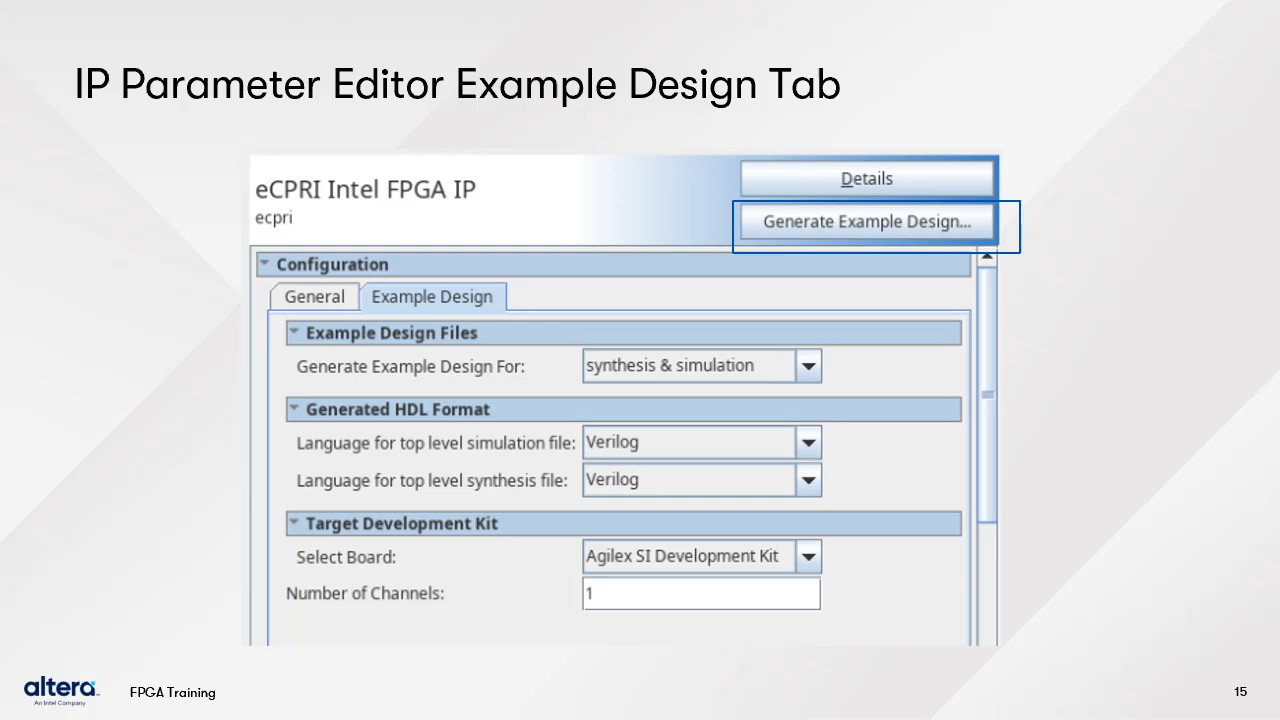 IP Parameter Editor Example Design Tab
eCPRI Intel FPGA IP
ecpri
Details
Generate Example Design...
Configuration
General
Example Design
Example Design Files
Generate Example Design For:
synthesis & simulation
Generated HDL Format
Language for top level simulation file:
Verilog
Language for top level synthesis file:
Verilog
Target Development Kit
Select Board:
Agilex SI Development Kit
Number of Channels:
1
altera
An Intel Company
FPGA Training
15